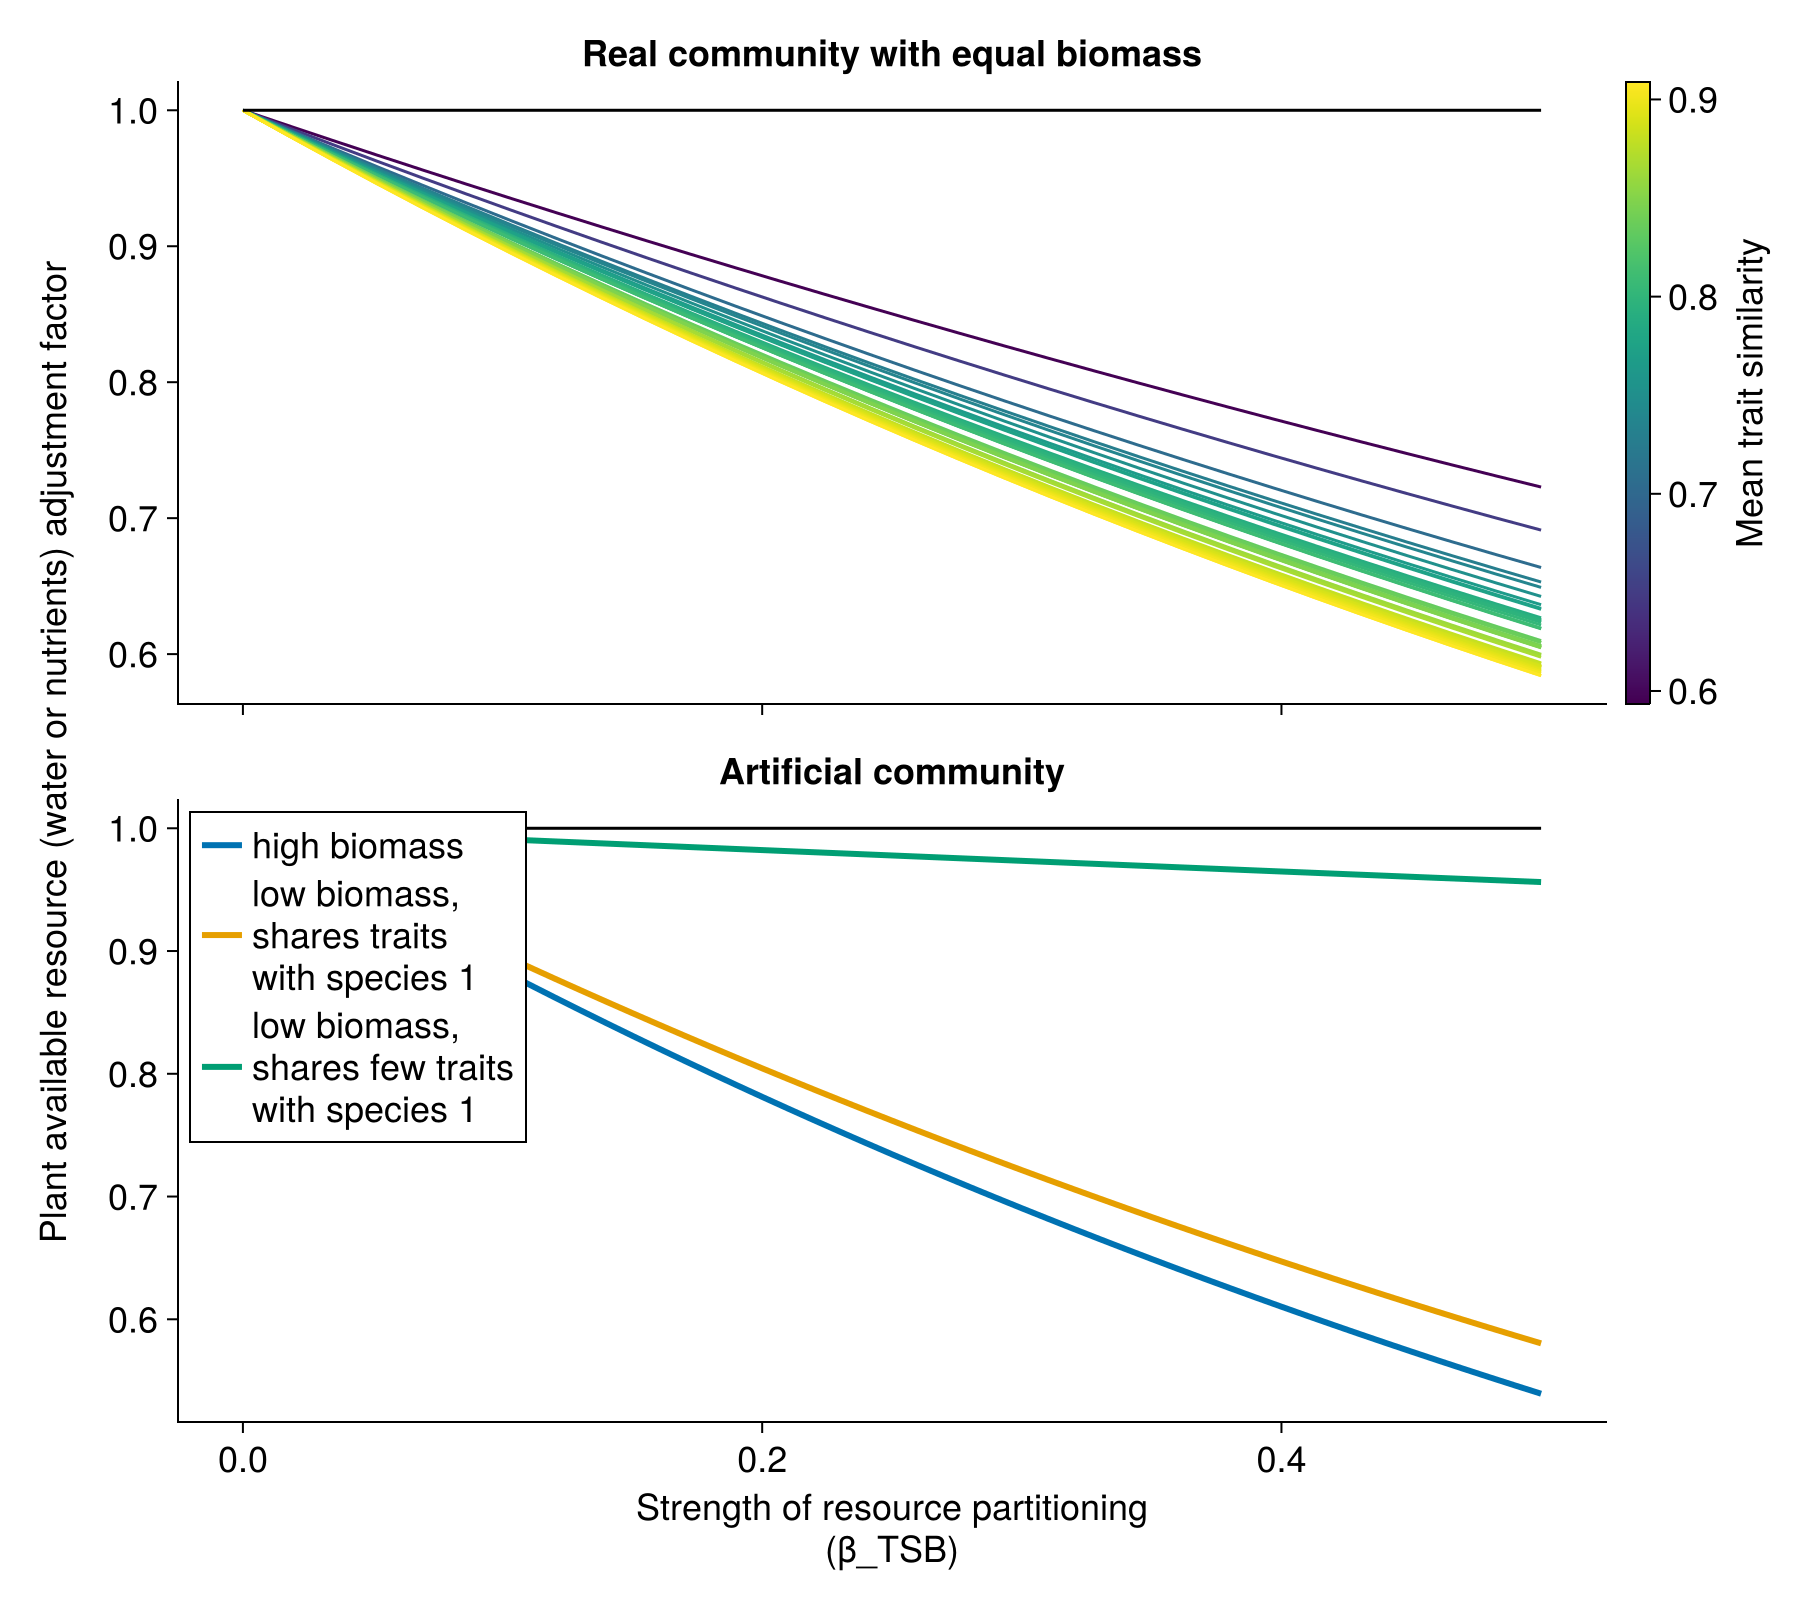 Real community with equal biomass
1.0
0.9
0.8
0.7
0.6
0.9
0.8
0.7
0.6
Mean trait similarity
Plant available resource (water or nutrients) adjustment factor
Artificial community
1.0
0.9
0.8
0.7
0.6
high biomass
low biomass,
shares traits
with species 1
low biomass,
shares few traits
with species 1
0.0
0.2
0.4
Strength of resource partitioning
(β_TSB)